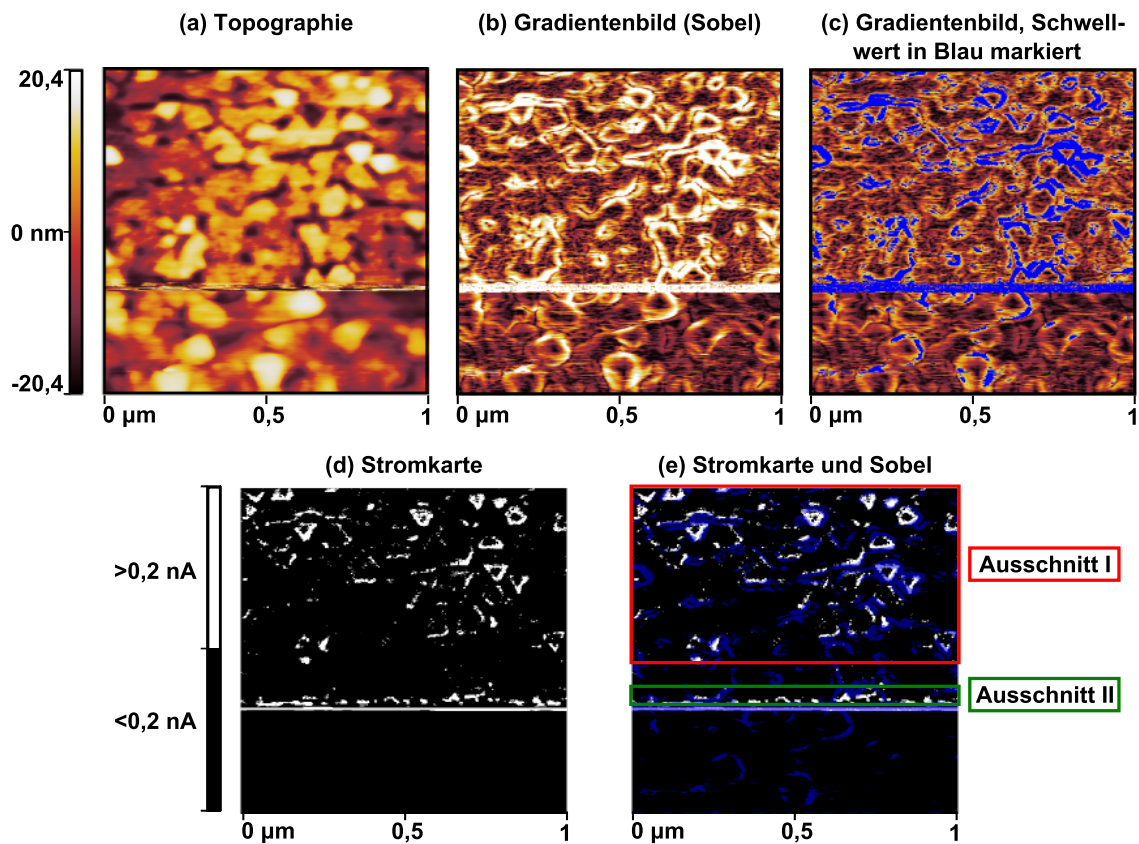 (a) Topographie
(b) Gradientenbild (Sobel)
(c) Gradientenbild, Schwell-
wert in Blau markiert
20,4
0 nm
-20,4
0 µm 0,5 1
0 µm 0,5 1
0 µm 0,5 1
(d) Stromkarte
(e) Stromkarte und Sobel
>0,2 nA
<0,2 nA
Ausschnitt I
Ausschnitt II
0 µm 0,5 1
0 µm 0,5 1